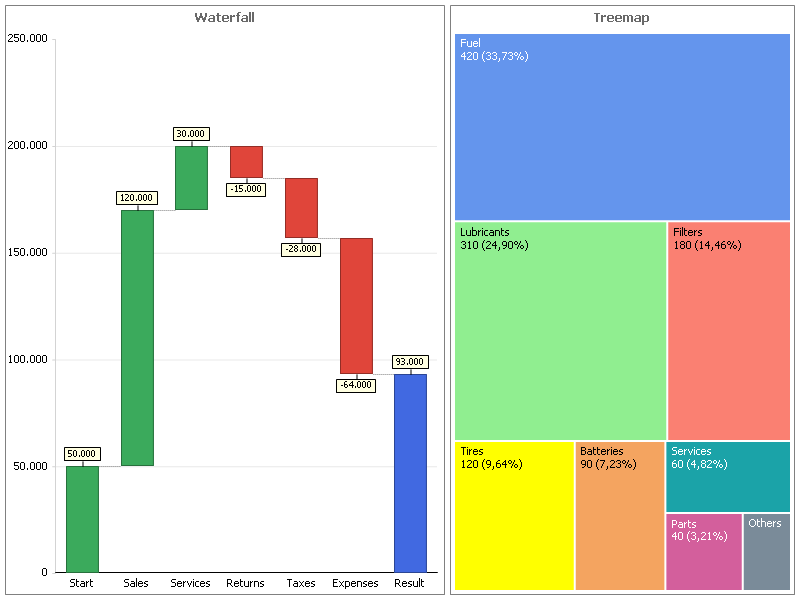 Waterfall
250.000
200.000
150.000
100.000
50.000
0
50.000
120.000
30.000
-15.000
-28.000
-64.000
93.000
Start
Sales
Services
Returns
Taxes
Expenses
Result
Treemap
Fuel
420 (33,73%)
Lubricants
310 (24,90%)
Filters
180 (14,46%)
Tires
120 (9,64%)
Batteries
90 (7,23%)
Services
60 (4,82%)
Parts
40 (3,21%)
Others